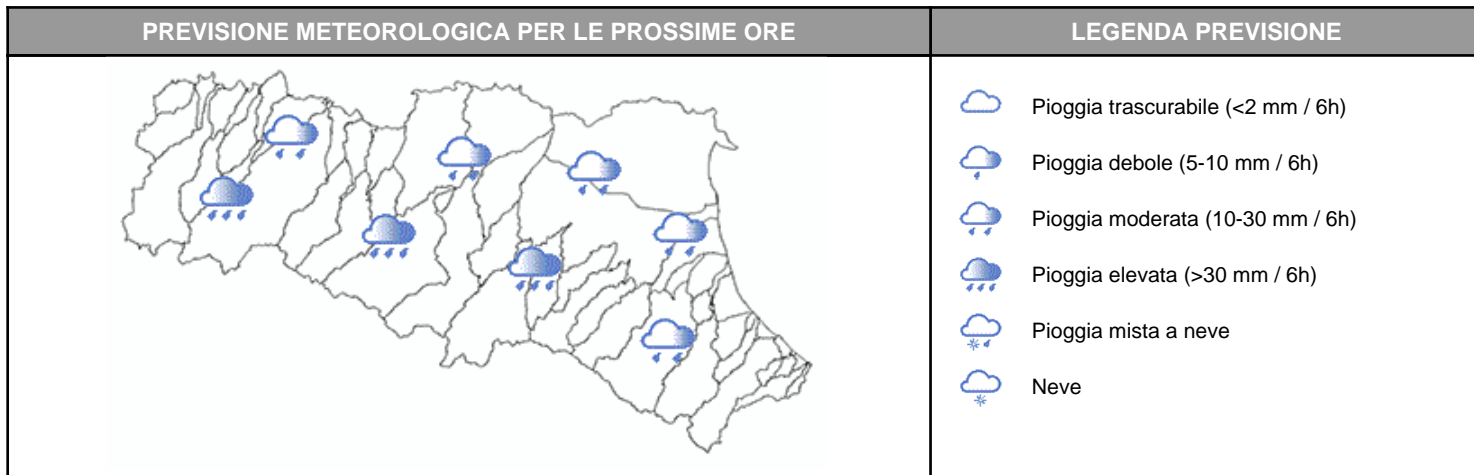 PREVISIONE METEOROLOGICA PER LE PROSSIME ORE
LEGENDA PREVISIONE
Pioggia trascurabile (<2 mm / 6h)
Pioggia debole (5-10 mm / 6h)
Pioggia moderata (10-30 mm / 6h)
Pioggia elevata (>30 mm / 6h)
Pioggia mista a neve
Neve